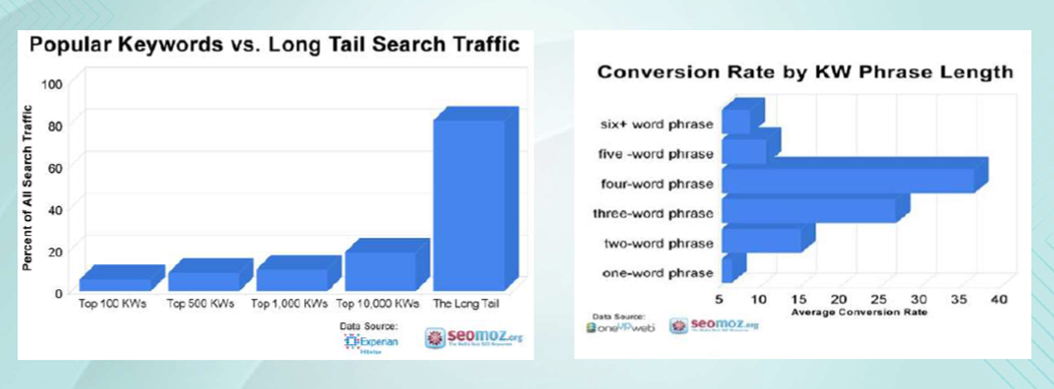 Popular Keywords vs. Long Tail Search Traffic
Percent of All Search Traffic
100
80
60
40
20
0
Top 100 KWs
Top 500 KWs
Top 1,000 KWs
Top 10,000 KWs
The Long Tail
Data Source:
Experian
seomoz.org
Conversion Rate by KW Phrase Length
six+ word phrase
five -word phrase
four-word phrase
three-word phrase
two-word phrase
one-word phrase
5 10 15 20 25 30 35 40
Average Conversion Rate
Data Source:
oneupweb
seomoz.org